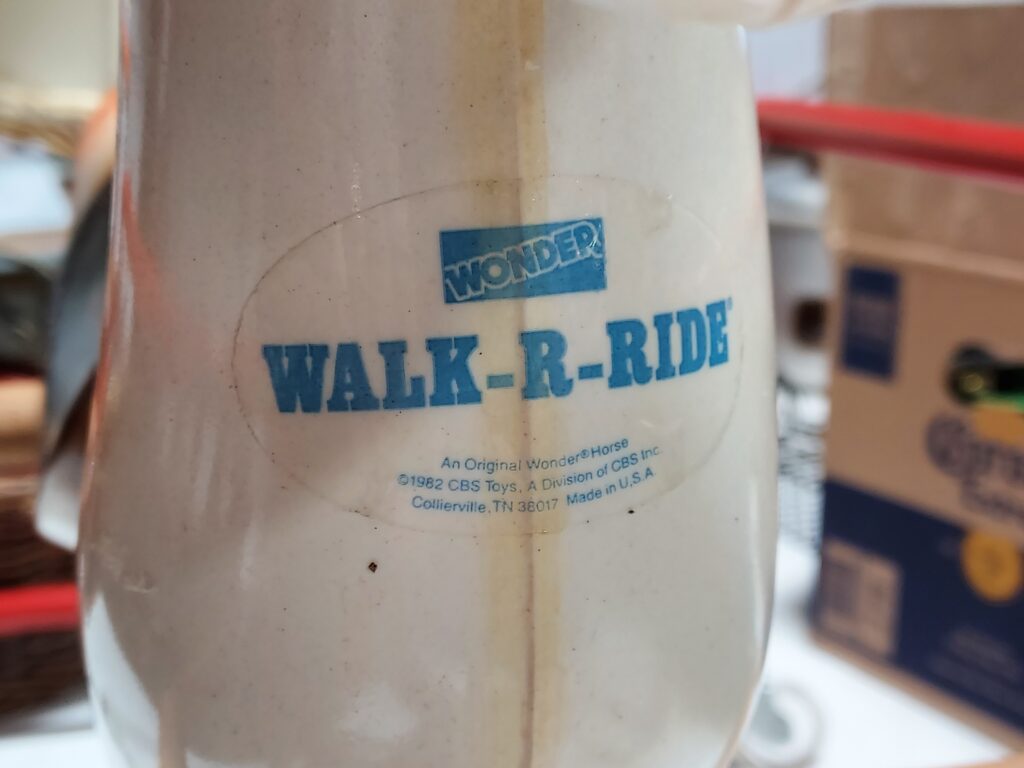 WONDER
WALK-R-RIDE®
An Original Wonder® Horse
©1982 CBS Toys, A Division of CBS Inc.
Collierville, TN 38017 Made in U.S.A